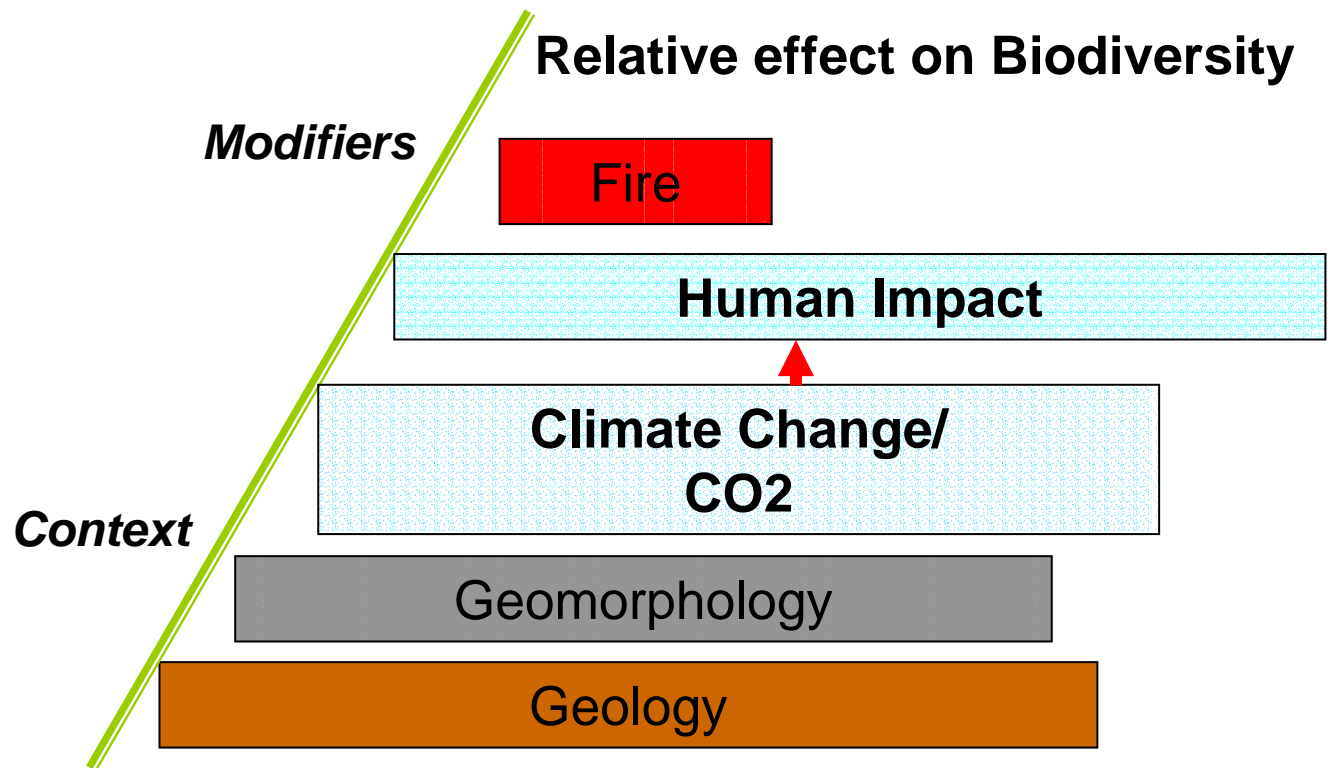 Relative effect on Biodiversity
Modifiers
Fire
Human Impact
Climate Change/
CO2
Context
Geomorphology
Geology